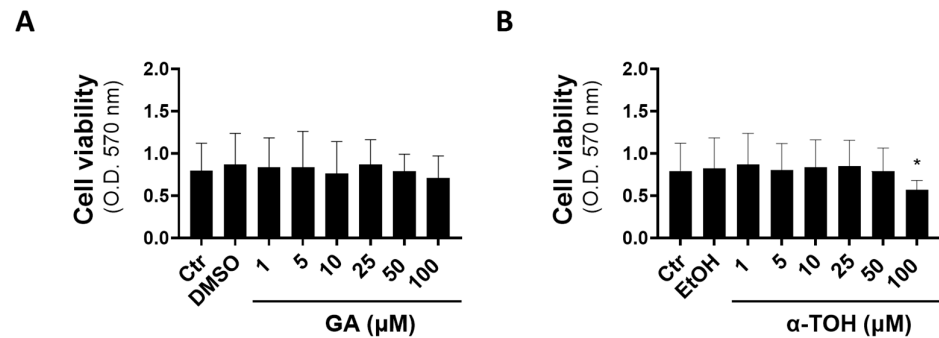 A
Cell viability
(O.D. 570 nm)
2.0
1.5
1.0
0.5
0.0
Ctr
DMSO
1
5
10
25
50
100
GA (µM)
B
Cell viability
(O.D. 570 nm)
2.0
1.5
1.0
0.5
0.0
*
Ctr
EtOH
1
5
10
25
50
100
α-TOH (µM)